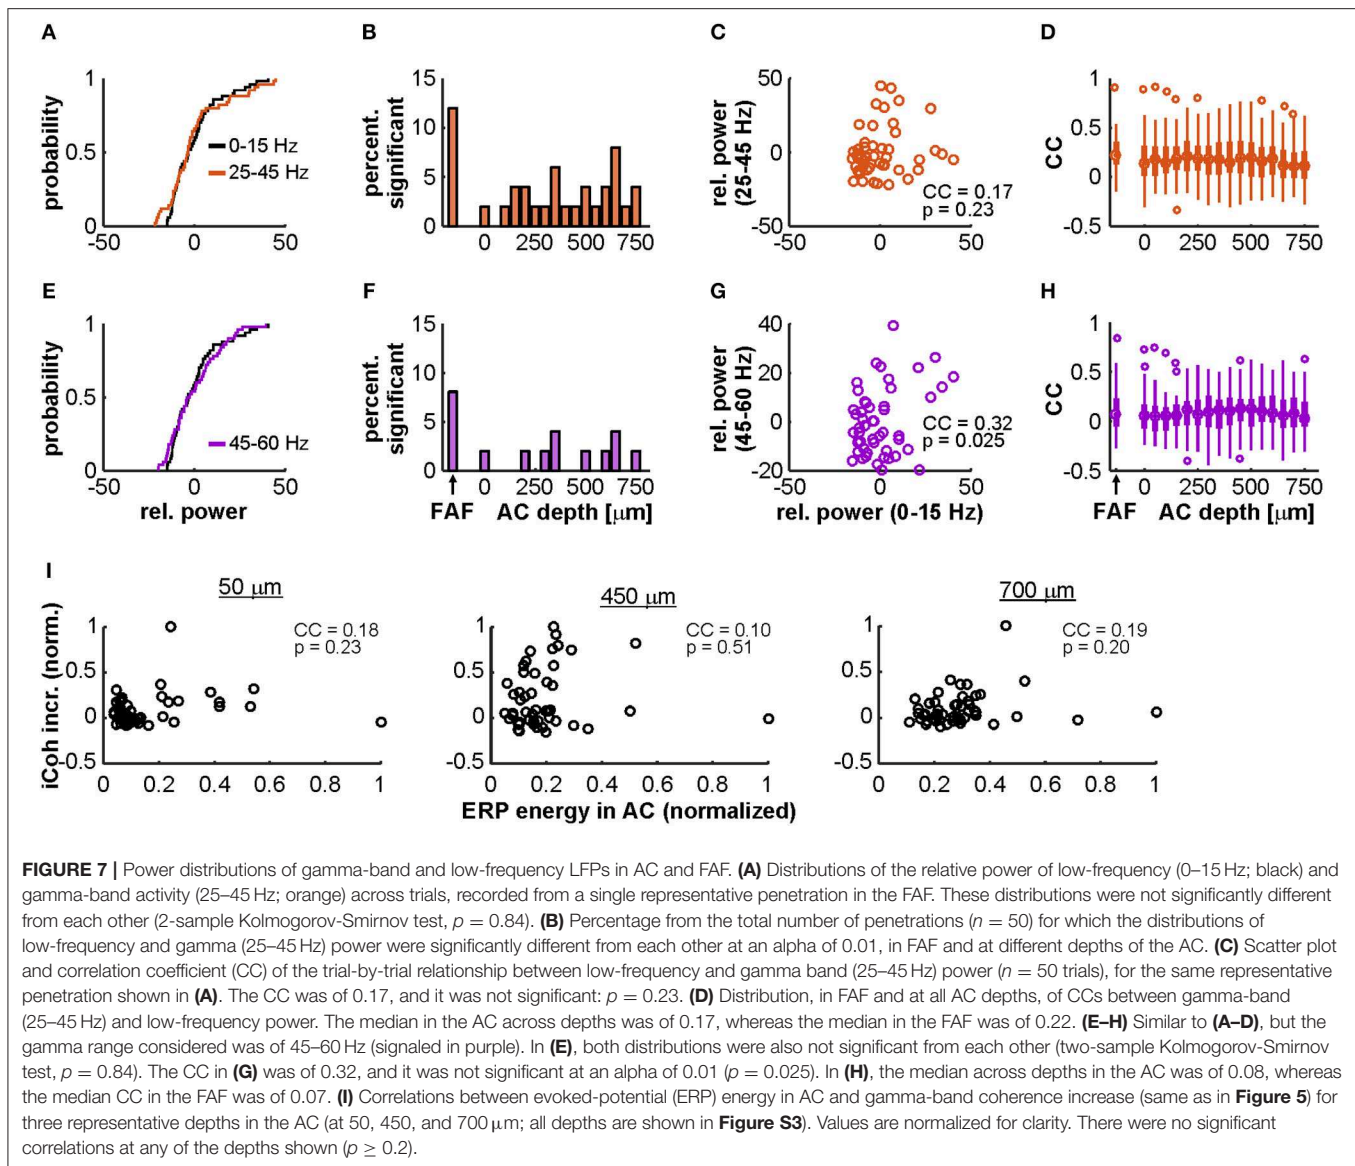 A B C D
1
0.5
0
probability
0-15 Hz
25-45 Hz
-50 0 50
15
10
5
0
percent.
significant
0 250 500 750
50
0
-50
rel. power
(25-45 Hz)
CC = 0.17
p = 0.23
-50 0 50
1
0.5
0
-0.5
CC
0 250 500 750
E F G H
1
0.5
0
probability
45-60 Hz
-50 0 50
rel. power
15
10
5
0
percent.
significant
0 250 500 750
FAF AC depth [μm]
40
20
0
-20
rel. power
(45-60 Hz)
CC = 0.32
p = 0.025
-50 0 50
rel. power (0-15 Hz)
1
0.5
0
-0.5
CC
0 250 500 750
FAF AC depth [μm]
I
50 μm
450 μm
700 μm
iCoh incr. (norm.)
1
0.5
0
-0.5
CC = 0.18
p = 0.23
0 0.2 0.4 0.6 0.8 1
1
0.5
0
-0.5
CC = 0.10
p = 0.51
0 0.2 0.4 0.6 0.8 1
1
0.5
0
-0.5
CC = 0.19
p = 0.20
0 0.2 0.4 0.6 0.8 1
ERP energy in AC (normalized)
FIGURE 7 | Power distributions of gamma-band and low-frequency LFPs in AC and FAF. (A) Distributions of the relative power of low-frequency (0–15 Hz; black) and
gamma-band activity (25–45 Hz; orange) across trials, recorded from a single representative penetration in the FAF. These distributions were not significantly different
from each other (2-sample Kolmogorov-Smirnov test, p = 0.84). (B) Percentage from the total number of penetrations (n = 50) for which the distributions of
low-frequency and gamma (25–45 Hz) power were significantly different from each other at an alpha of 0.01, in FAF and at different depths of the AC. (C) Scatter plot
and correlation coefficient (CC) of the trial-by-trial relationship between low-frequency and gamma band (25–45 Hz) power (n = 50 trials), for the same representative
penetration shown in (A). The CC was of 0.17, and it was not significant: p = 0.23. (D) Distribution, in FAF and at all AC depths, of CCs between gamma-band
(25–45 Hz) and low-frequency power. The median in the AC across depths was of 0.17, whereas the median in the FAF was of 0.22. (E–H) Similar to (A–D), but the
gamma range considered was of 45–60 Hz (signaled in purple). In (E), both distributions were also not significant from each other (two-sample Kolmogorov-Smirnov
test, p = 0.84). The CC in (G) was of 0.32, and it was not significant at an alpha of 0.01 (p = 0.025). In (H), the median across depths in the AC was of 0.08, whereas
the median CC in the FAF was of 0.07. (I) Correlations between evoked-potential (ERP) energy in AC and gamma-band coherence increase (same as in Figure 5) for
three representative depths in the AC (at 50, 450, and 700 μm; all depths are shown in Figure S3). Values are normalized for clarity. There were no significant
correlations at any of the depths shown (p ≥ 0.2).